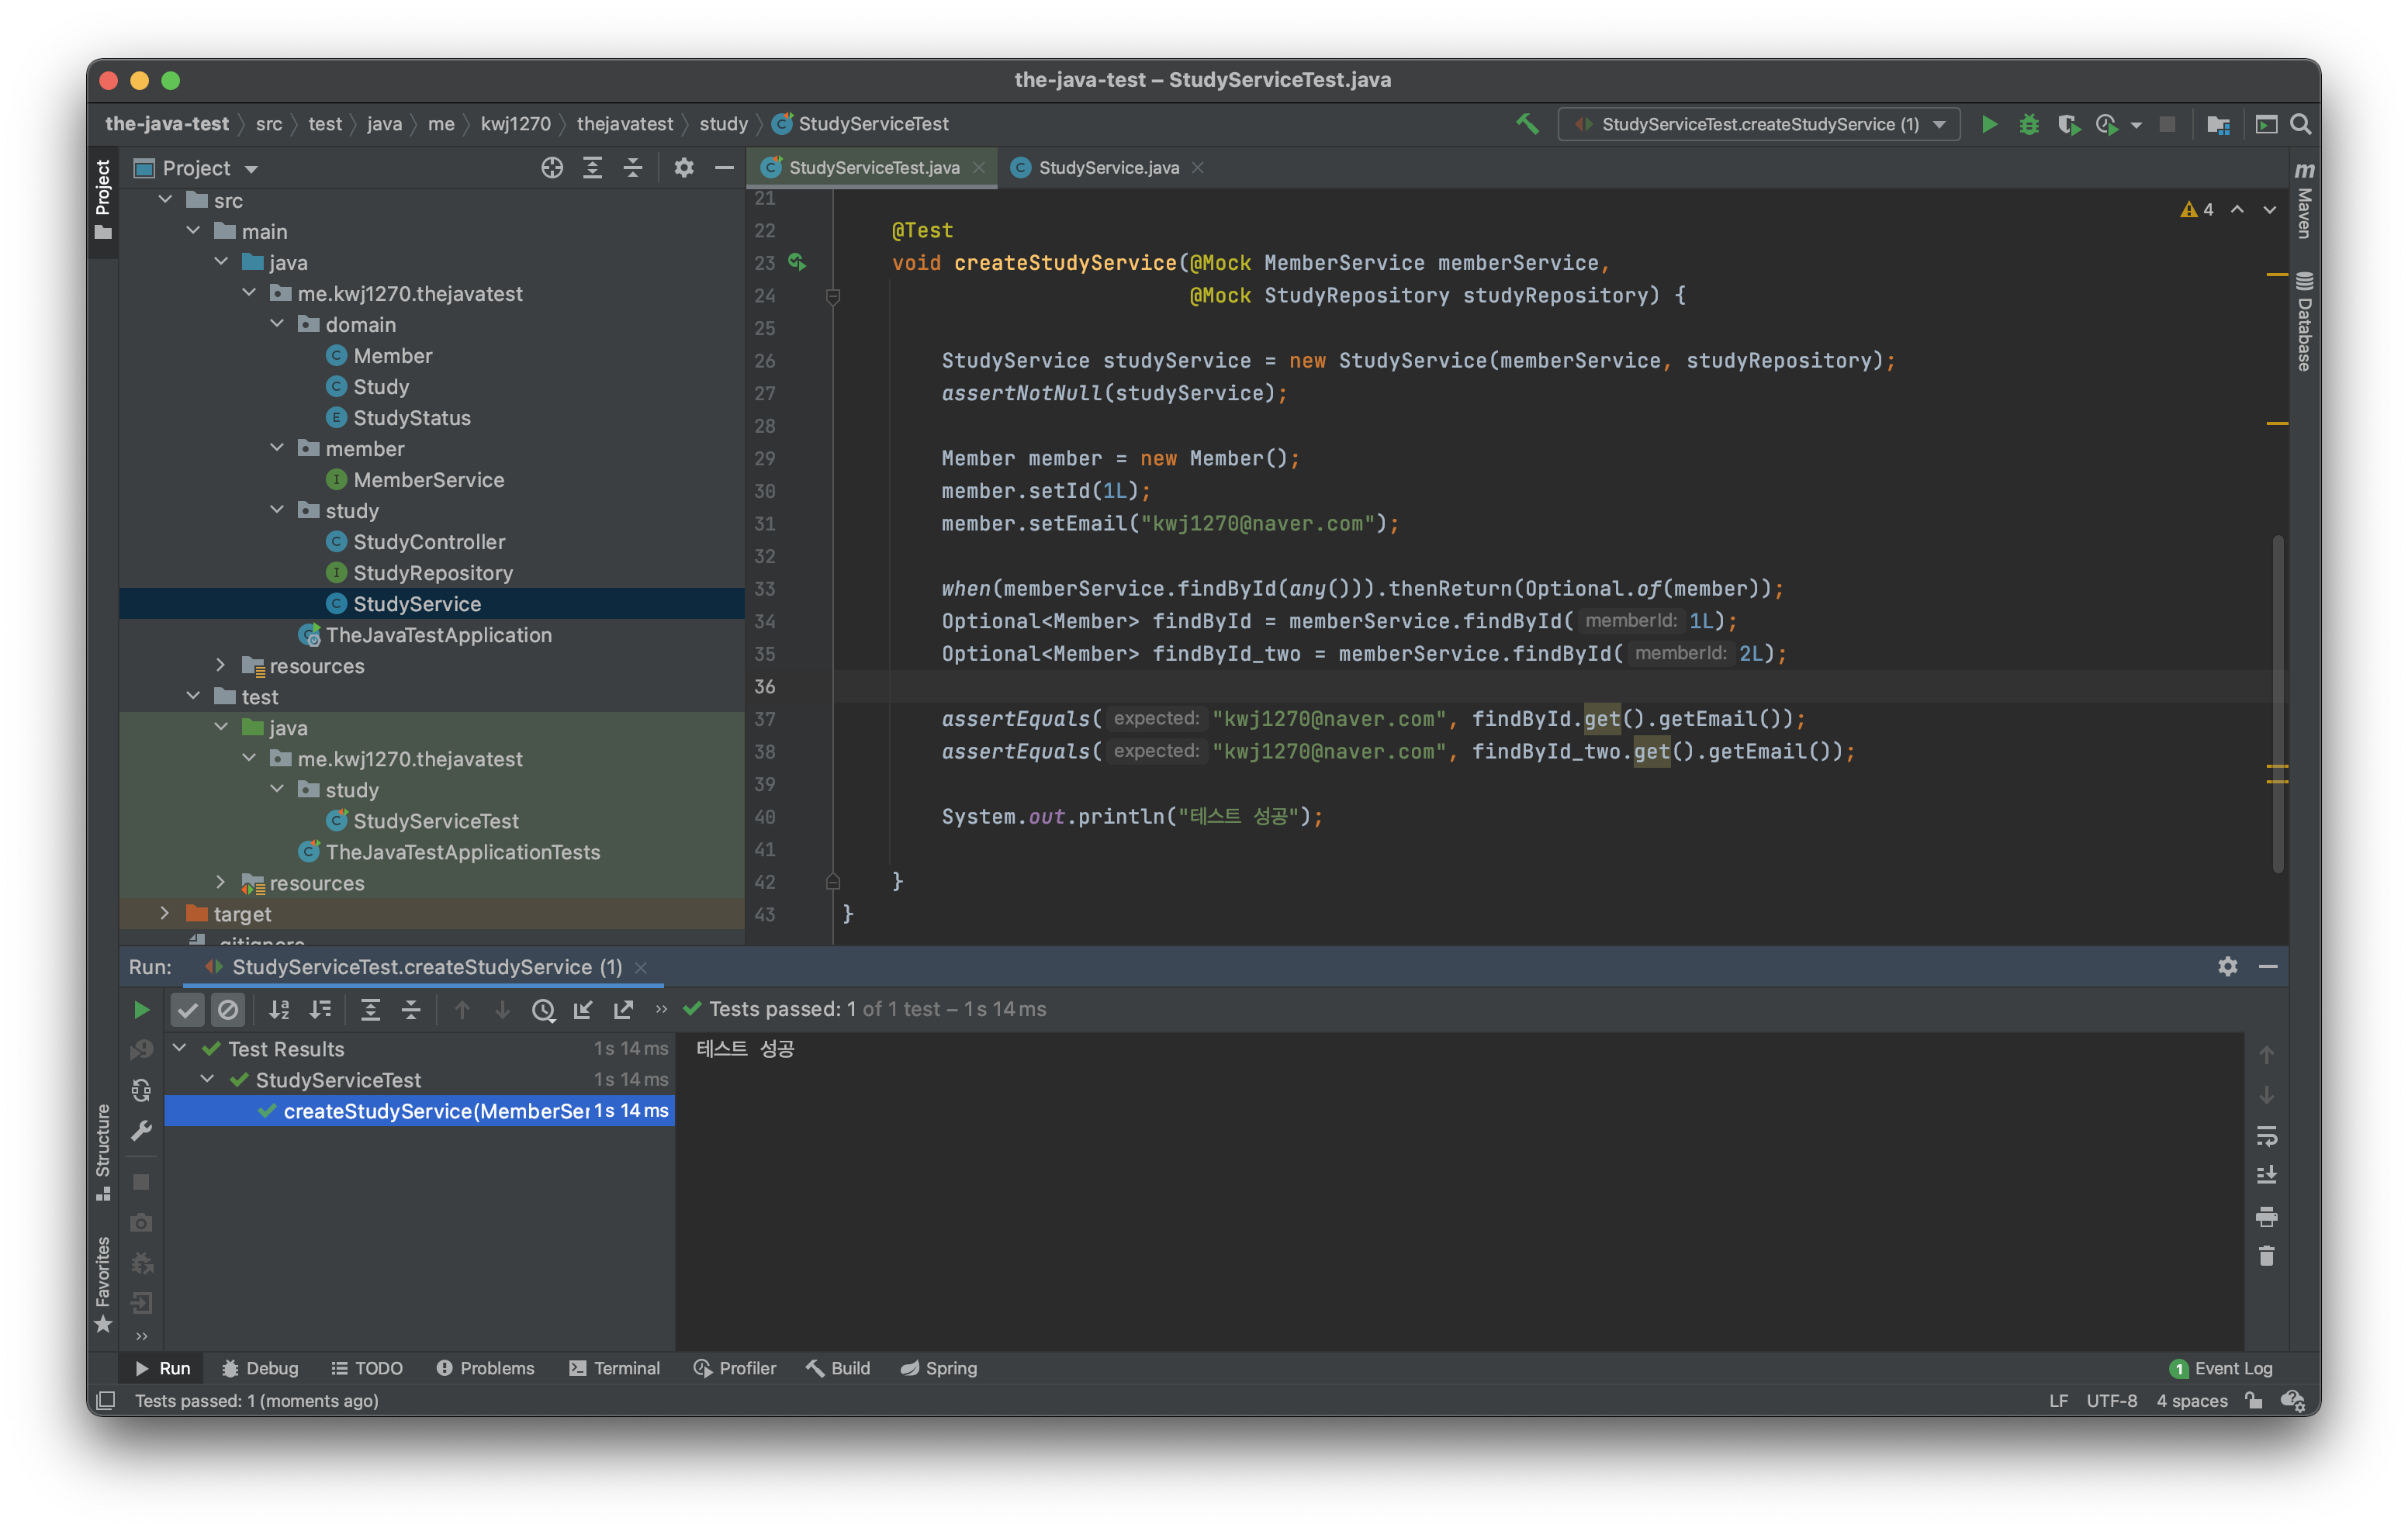 the-java-test – StudyServiceTest.java
the-java-test src test java me kwj1270 thejavatest study StudyServiceTest
StudyServiceTest.createStudyService (1)
Project
Project
StudyServiceTest.java
StudyService.java
m Maven
Database
src
main
java
me.kwj1270.thejavatest
domain
Member
Study
StudyStatus
member
MemberService
study
StudyController
StudyRepository
StudyService
TheJavaTestApplication
resources
test
java
me.kwj1270.thejavatest
study
StudyServiceTest
TheJavaTestApplicationTests
resources
target
.gitignore
4
21
22 @Test
23 void createStudyService(@Mock MemberService memberService,
24 @Mock StudyRepository studyRepository) {
25
26 StudyService studyService = new StudyService(memberService, studyRepository);
27 assertNotNull(studyService);
28
29 Member member = new Member();
30 member.setId(1L);
31 member.setEmail("kwj1270@naver.com");
32
33 when(memberService.findById(any())).thenReturn(Optional.of(member));
34 Optional<Member> findById = memberService.findById( memberId: 1L);
35 Optional<Member> findById_two = memberService.findById( memberId: 2L);
36
37 assertEquals( expected: "kwj1270@naver.com", findById.get().getEmail());
38 assertEquals( expected: "kwj1270@naver.com", findById_two.get().getEmail());
39
40 System.out.println("테스트 성공");
41
42 }
43 }
Run: StudyServiceTest.createStudyService (1)
Tests passed: 1 of 1 test – 1 s 14 ms
Test Results 1 s 14 ms
StudyServiceTest 1 s 14 ms
createStudyService(MemberSer 1 s 14 ms
테스트 성공
Structure
Favorites
Run Debug TODO Problems Terminal Profiler Build Spring
1 Event Log
Tests passed: 1 (moments ago)
LF UTF-8 4 spaces